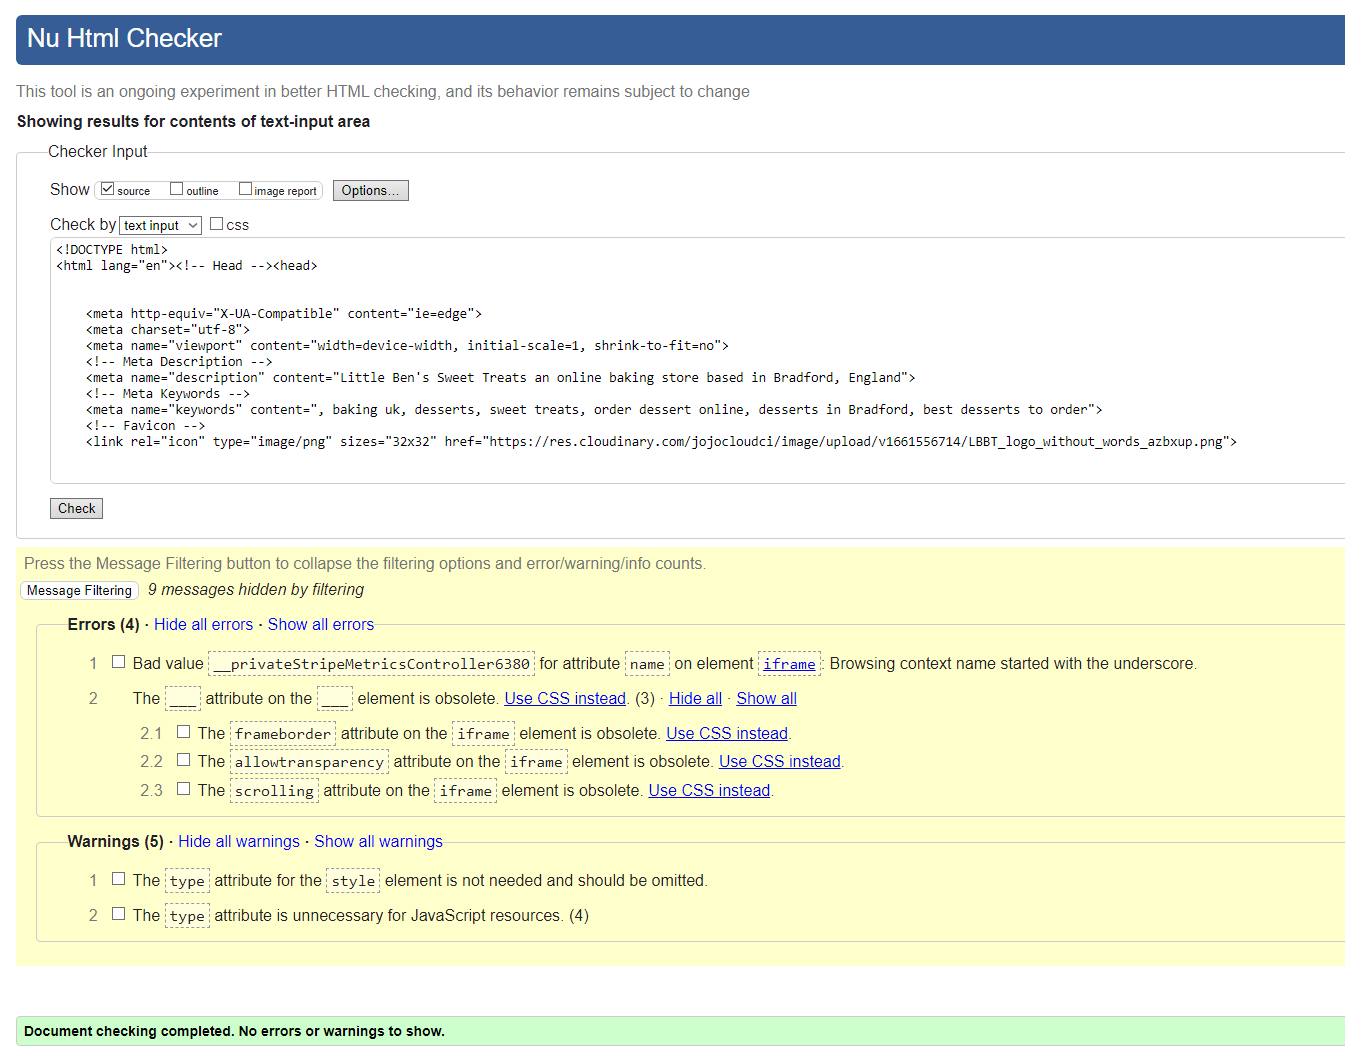 Nu Html Checker
This tool is an ongoing experiment in better HTML checking, and its behavior remains subject to change
Showing results for contents of text-input area
Checker Input
Show source outline image report Options...
Check by text input css
<!DOCTYPE html>
<html lang="en"><!-- Head --><head>
<meta http-equiv="X-UA-Compatible" content="ie=edge">
<meta charset="utf-8">
<meta name="viewport" content="width=device-width, initial-scale=1, shrink-to-fit=no">
<!-- Meta Description -->
<meta name="description" content="Little Ben's Sweet Treats an online baking store based in Bradford, England">
<!-- Meta Keywords -->
<meta name="keywords" content=", baking uk, desserts, sweet treats, order dessert online, desserts in Bradford, best desserts to order">
<!-- Favicon -->
<link rel="icon" type="image/png" sizes="32x32" href="https://res.cloudinary.com/jojocloudci/image/upload/v1661556714/LBBT_logo_without_words_azbxup.png">
Check
Press the Message Filtering button to collapse the filtering options and error/warning/info counts.
Message Filtering 9 messages hidden by filtering
Errors (4) · Hide all errors · Show all errors
1 Bad value __privateStripeMetricsController6380 for attribute name on element iframe: Browsing context name started with the underscore.
2 The ___ attribute on the ___ element is obsolete. Use CSS instead. (3) · Hide all · Show all
2.1 The frameborder attribute on the iframe element is obsolete. Use CSS instead.
2.2 The allowtransparency attribute on the iframe element is obsolete. Use CSS instead.
2.3 The scrolling attribute on the iframe element is obsolete. Use CSS instead.
Warnings (5) · Hide all warnings · Show all warnings
1 The type attribute for the style element is not needed and should be omitted.
2 The type attribute is unnecessary for JavaScript resources. (4)
Document checking completed. No errors or warnings to show.